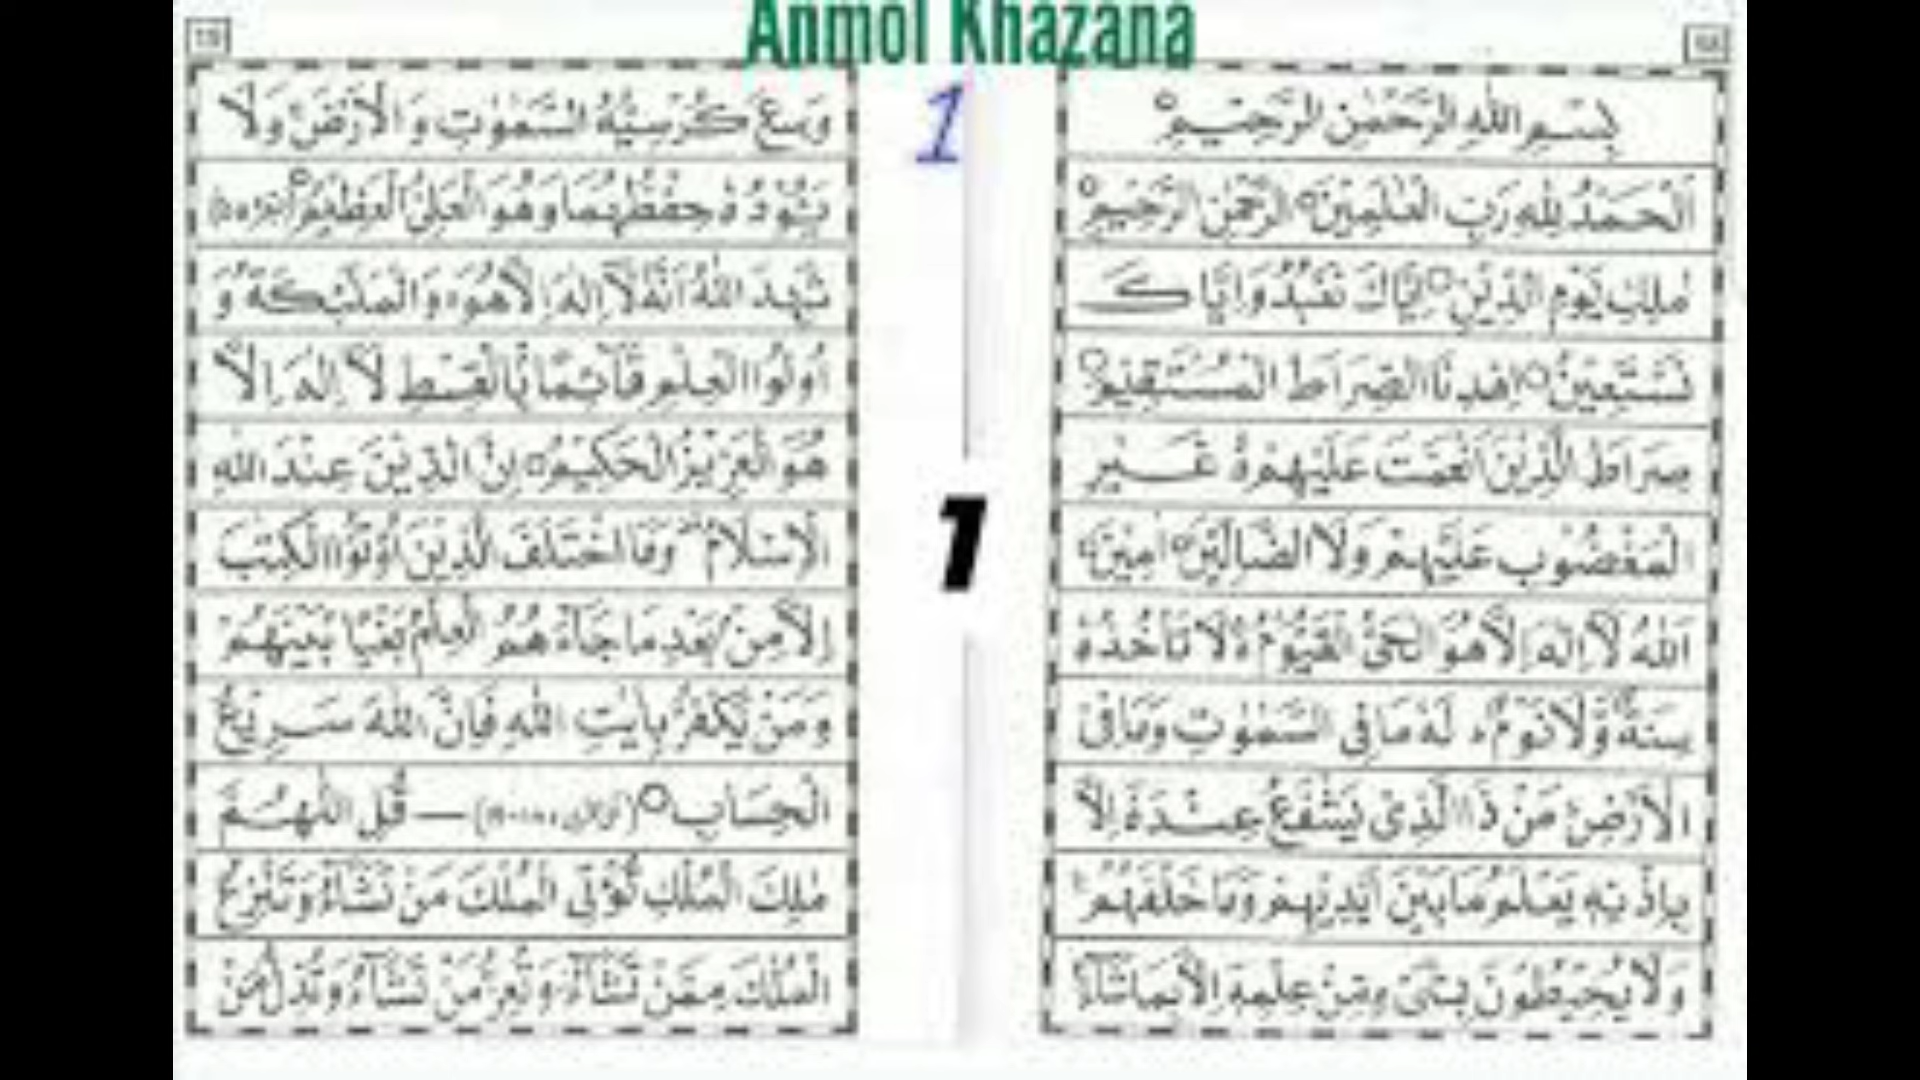 Anmol Khazana
1
بِسْمِ اللّٰهِ الرَّحْمٰنِ الرَّحِيْمِ
اَلْحَمْدُ لِلّٰهِ رَبِّ الْعٰلَمِيْنَ ○ الرَّحْمٰنِ الرَّحِيْمِ ○
مٰلِكِ يَوْمِ الدِّيْنِ ○ اِيَّاكَ نَعْبُدُ وَاِيَّاكَ
نَسْتَعِيْنُ ○ اِهْدِنَا الصِّرَاطَ الْمُسْتَقِيْمَ ○
صِرَاطَ الَّذِيْنَ اَنْعَمْتَ عَلَيْهِمْ ۙ غَيْرِ
الْمَغْضُوْبِ عَلَيْهِمْ وَلَا الضَّالِّيْنَ ○ اٰمِيْنَ
اَللّٰهُ لَآ اِلٰهَ اِلَّا هُوَ الْحَيُّ الْقَيُّوْمُ ۚ لَا تَاْخُذُهٗ
سِنَةٌ وَّلَا نَوْمٌ ؕ لَهٗ مَا فِي السَّمٰوٰتِ وَمَا فِي
الْاَرْضِ ؕ مَنْ ذَا الَّذِيْ يَشْفَعُ عِنْدَهٗٓ اِلَّا
بِاِذْنِهٖ ؕ يَعْلَمُ مَا بَيْنَ اَيْدِيْهِمْ وَمَا خَلْفَهُمْ ۚ
وَلَا يُحِيْطُوْنَ بِشَيْءٍ مِّنْ عِلْمِهٖٓ اِلَّا بِمَا شَآءَ ۚ
1
19
وَسِعَ كُرْسِيُّهُ السَّمٰوٰتِ وَالْاَرْضَ ۚ وَلَا
يَئُوْدُهٗ حِفْظُهُمَا وَهُوَ الْعَلِيُّ الْعَظِيْمُ ○
شَهِدَ اللّٰهُ اَنَّهٗ لَآ اِلٰهَ اِلَّا هُوَ ۙ وَالْمَلٰٓئِكَةُ وَ
اُولُوا الْعِلْمِ قَآئِمًا بِالْقِسْطِ ؕ لَآ اِلٰهَ اِلَّا
هُوَ الْعَزِيْزُ الْحَكِيْمُ ○ اِنَّ الدِّيْنَ عِنْدَ اللّٰهِ
الْاِسْلَامُ ۫ وَمَا اخْتَلَفَ الَّذِيْنَ اُوْتُوا الْكِتٰبَ
اِلَّا مِنْۢ بَعْدِ مَا جَآءَهُمُ الْعِلْمُ بَغْيًا بَيْنَهُمْ ؕ
وَمَنْ يَّكْفُرْ بِاٰيٰتِ اللّٰهِ فَاِنَّ اللّٰهَ سَرِيْعُ
الْحِسَابِ ○ — قُلِ اللّٰهُمَّ
مٰلِكَ الْمُلْكِ تُؤْتِي الْمُلْكَ مَنْ تَشَآءُ وَتَنْزِعُ
الْمُلْكَ مِمَّنْ تَشَآءُ ۫ وَتُعِزُّ مَنْ تَشَآءُ وَتُذِلُّ مَنْ